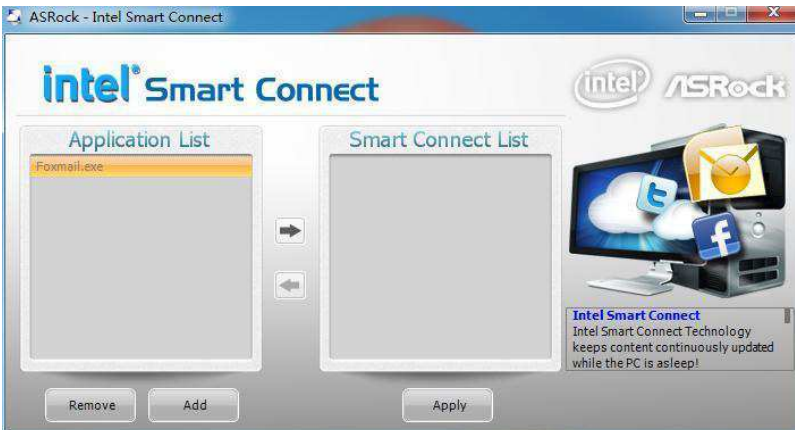 ASRock - Intel Smart Connect
intel® Smart Connect
intel® ASRock
Application List
Foxmail.exe
Remove
Add
Smart Connect List
Apply
Intel Smart Connect
Intel Smart Connect Technology
keeps content continuously updated
while the PC is asleep!